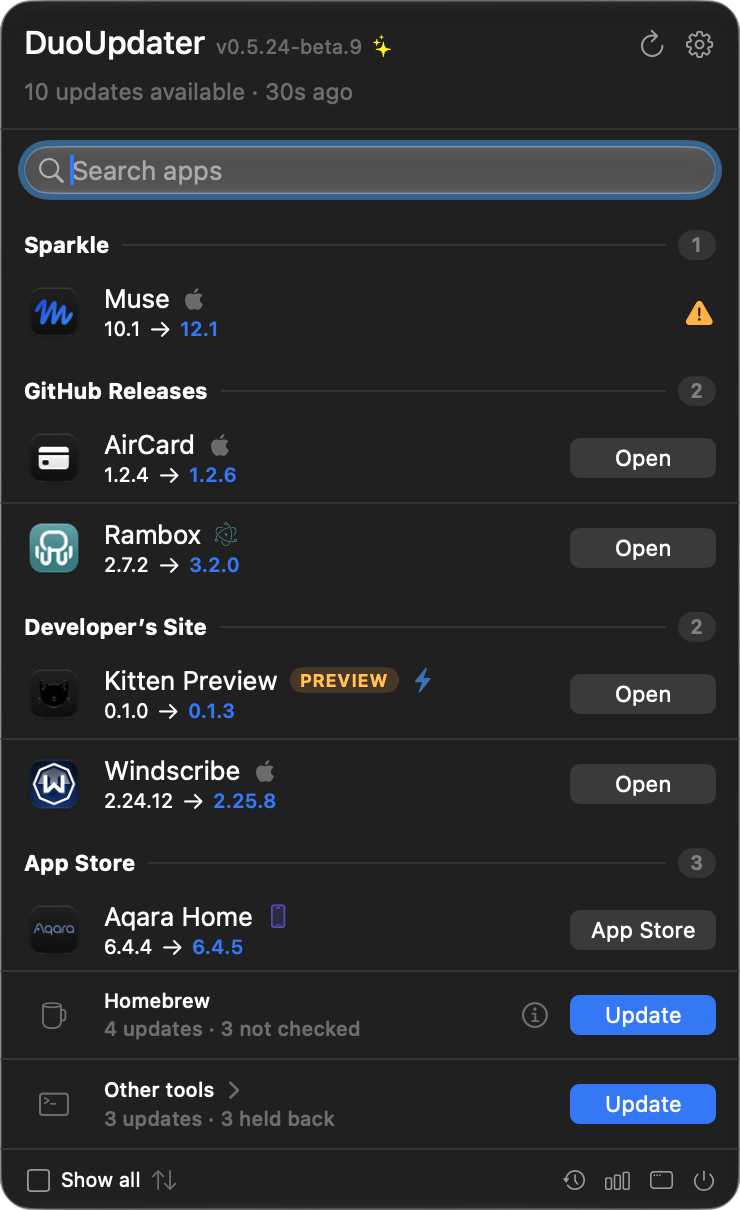 DuoUpdater v0.5.24-beta.9
10 updates available · 30s ago
Search apps
Sparkle 1
Muse
10.1 → 12.1
GitHub Releases 2
AirCard
1.2.4 → 1.2.6
Open
Rambox
2.7.2 → 3.2.0
Open
Developer’s Site 2
Kitten Preview PREVIEW
0.1.0 → 0.1.3
Open
Windscribe
2.24.12 → 2.25.8
Open
App Store 3
Aqara
Aqara Home
6.4.4 → 6.4.5
App Store
Homebrew
4 updates · 3 not checked
Update
Other tools
3 updates · 3 held back
Update
Show all